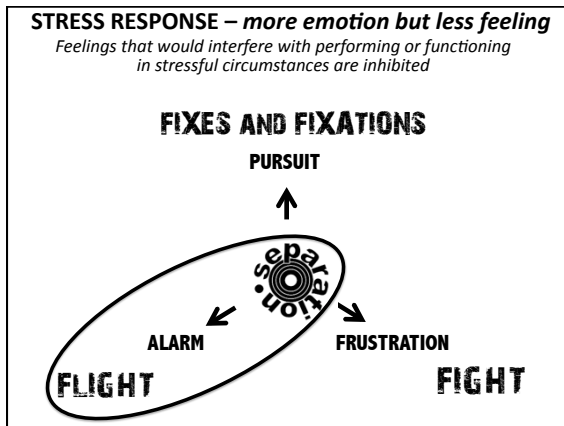 STRESS RESPONSE – more emotion but less feeling
Feelings that would interfere with performing or functioning
in stressful circumstances are inhibited
FIXES AND FIXATIONS
PURSUIT
separation
ALARM
FRUSTRATION
FLIGHT
FIGHT